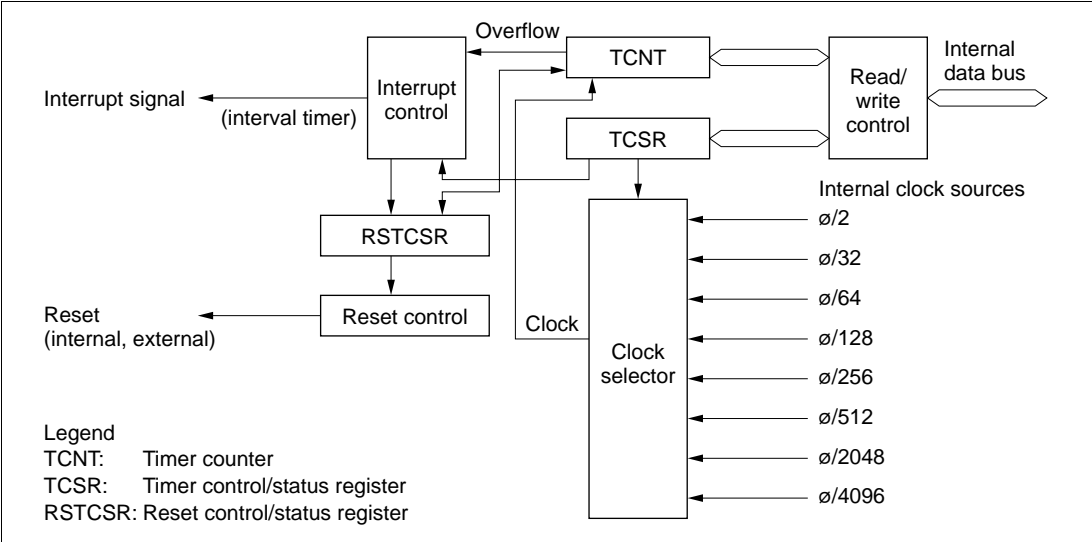 Overflow
TCNT
Internal
data bus
Read/
write
control
Interrupt
control
Interrupt signal
(interval timer)
TCSR
Internal clock sources
RSTCSR
ø/2
ø/32
ø/64
Reset control
Reset
(internal, external)
Clock
ø/128
Clock
selector
ø/256
ø/512
ø/2048
ø/4096
Legend
TCNT: Timer counter
TCSR: Timer control/status register
RSTCSR: Reset control/status register